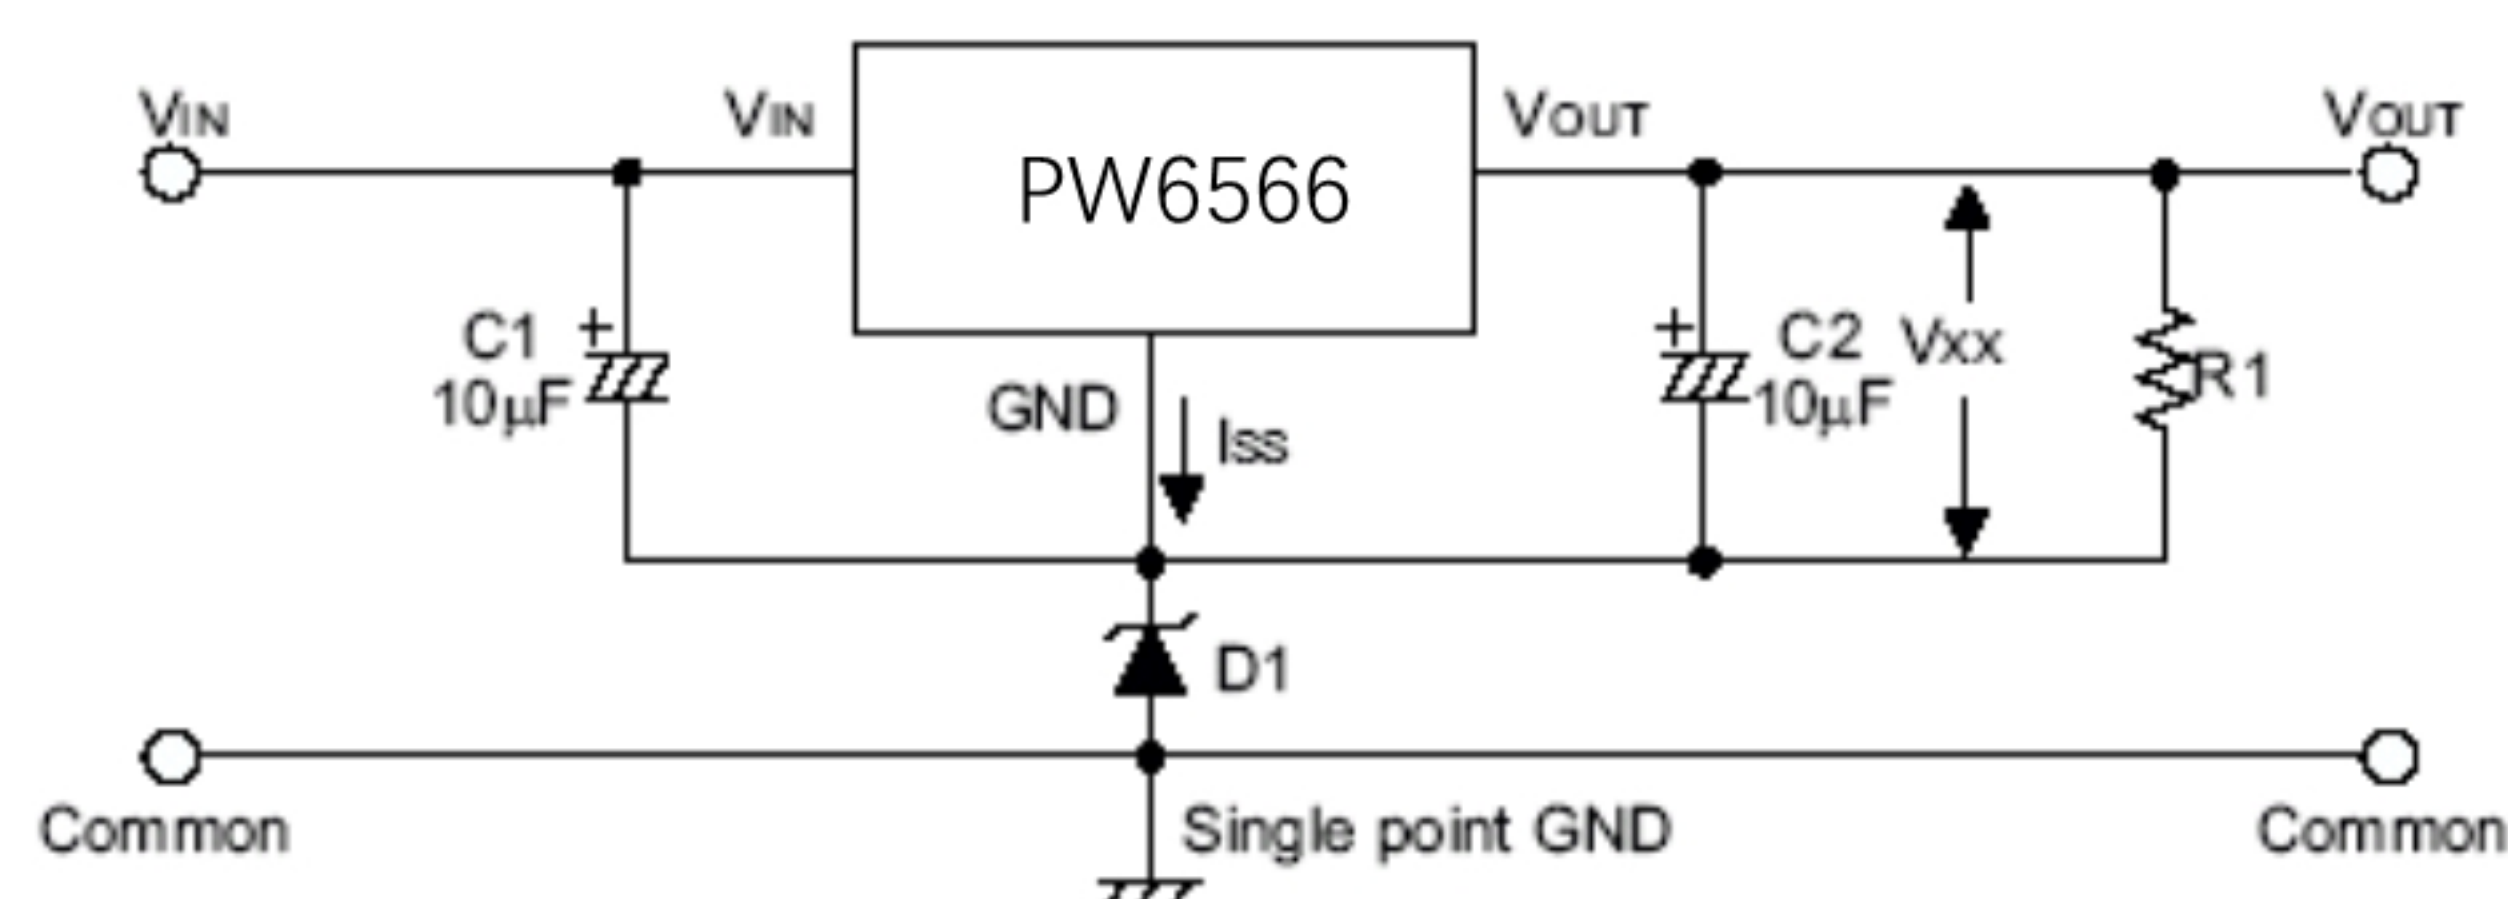 VIN
VIN
PW6566
VOUT
VOUT
C1
10µF
+
GND
ISS
+
C2
10µF
VXX
R1
D1
Common
Single point GND
Common